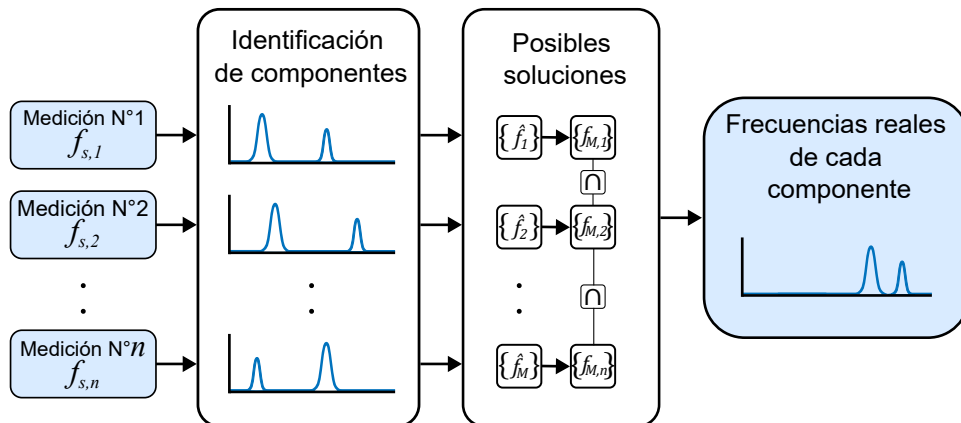 Identificación
de componentes
Posibles
soluciones
Medición N°1
f_{s,1}
Medición N°2
f_{s,2}
. .
Medición N°n
f_{s,n}
{f̂_1} {f_{M,1}}
∩
{f̂_2} {f_{M,2}}
∩
{f̂_M} {f_{M,n}}
Frecuencias reales
de cada
componente